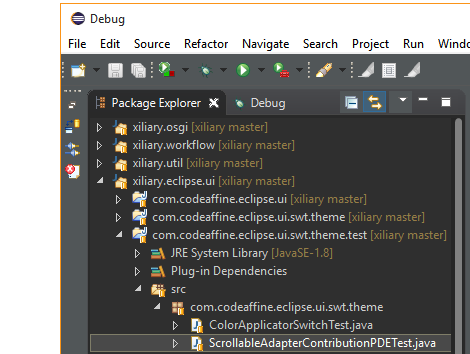 Debug
File Edit Source Refactor Navigate Search Project Run Windo
Package Explorer Debug
xiliary.osgi [xiliary master]
xiliary.workflow [xiliary master]
xiliary.util [xiliary master]
xiliary.eclipse.ui [xiliary master]
com.codeaffine.eclipse.ui [xiliary master]
com.codeaffine.eclipse.ui.swt.theme [xiliary master]
com.codeaffine.eclipse.ui.swt.theme.test [xiliary master]
JRE System Library [JavaSE-1.8]
Plug-in Dependencies
src
com.codeaffine.eclipse.ui.swt.theme
ColorApplicatorSwitchTest.java
ScrollableAdapterContributionPDETest.java